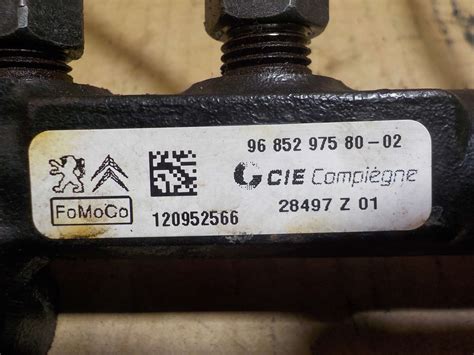 96 852 975 80-02
CIE Compiègne
FoMoCo
120952566
28497 Z 01